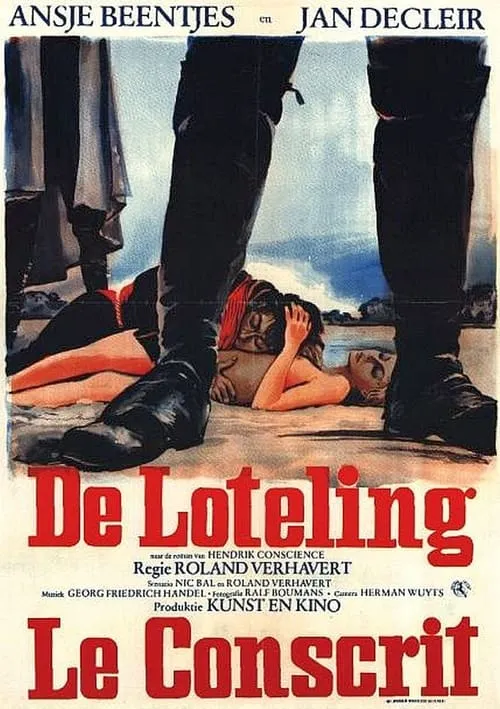 ANSJE BEENTJES en JAN DECLEIR
De Loteling
naar de roman van HENDRIK CONSCIENCE
Regie ROLAND VERHAVERT
Scenario NIC BAL en ROLAND VERHAVERT
Muziek GEORG FRIEDRICH HANDEL · Fotografie RALF BOUMANS · Camera HERMAN WUYTS
Produktie KUNST EN KINO
Le Conscrit